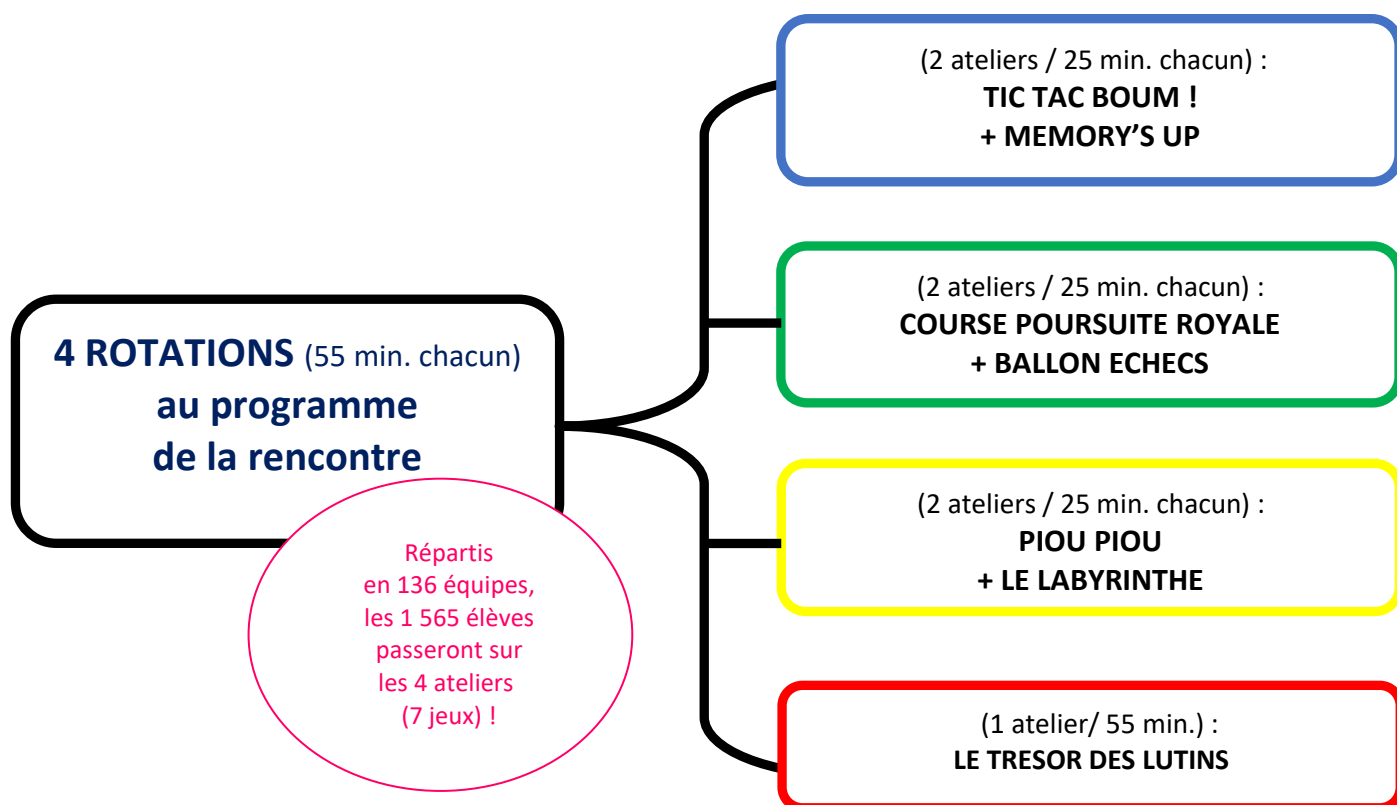 (2 ateliers / 25 min. chacun) :
TIC TAC BOUM !
+ MEMORY’S UP
(2 ateliers / 25 min. chacun) :
COURSE POURSUITE ROYALE
+ BALLON ECHECS
4 ROTATIONS (55 min. chacun)
au programme
de la rencontre
(2 ateliers / 25 min. chacun) :
PIOU PIOU
+ LE LABYRINTHE
Répartis
en 136 équipes,
les 1 565 élèves
passeront sur
les 4 ateliers
(7 jeux) !
(1 atelier/ 55 min.) :
LE TRESOR DES LUTINS